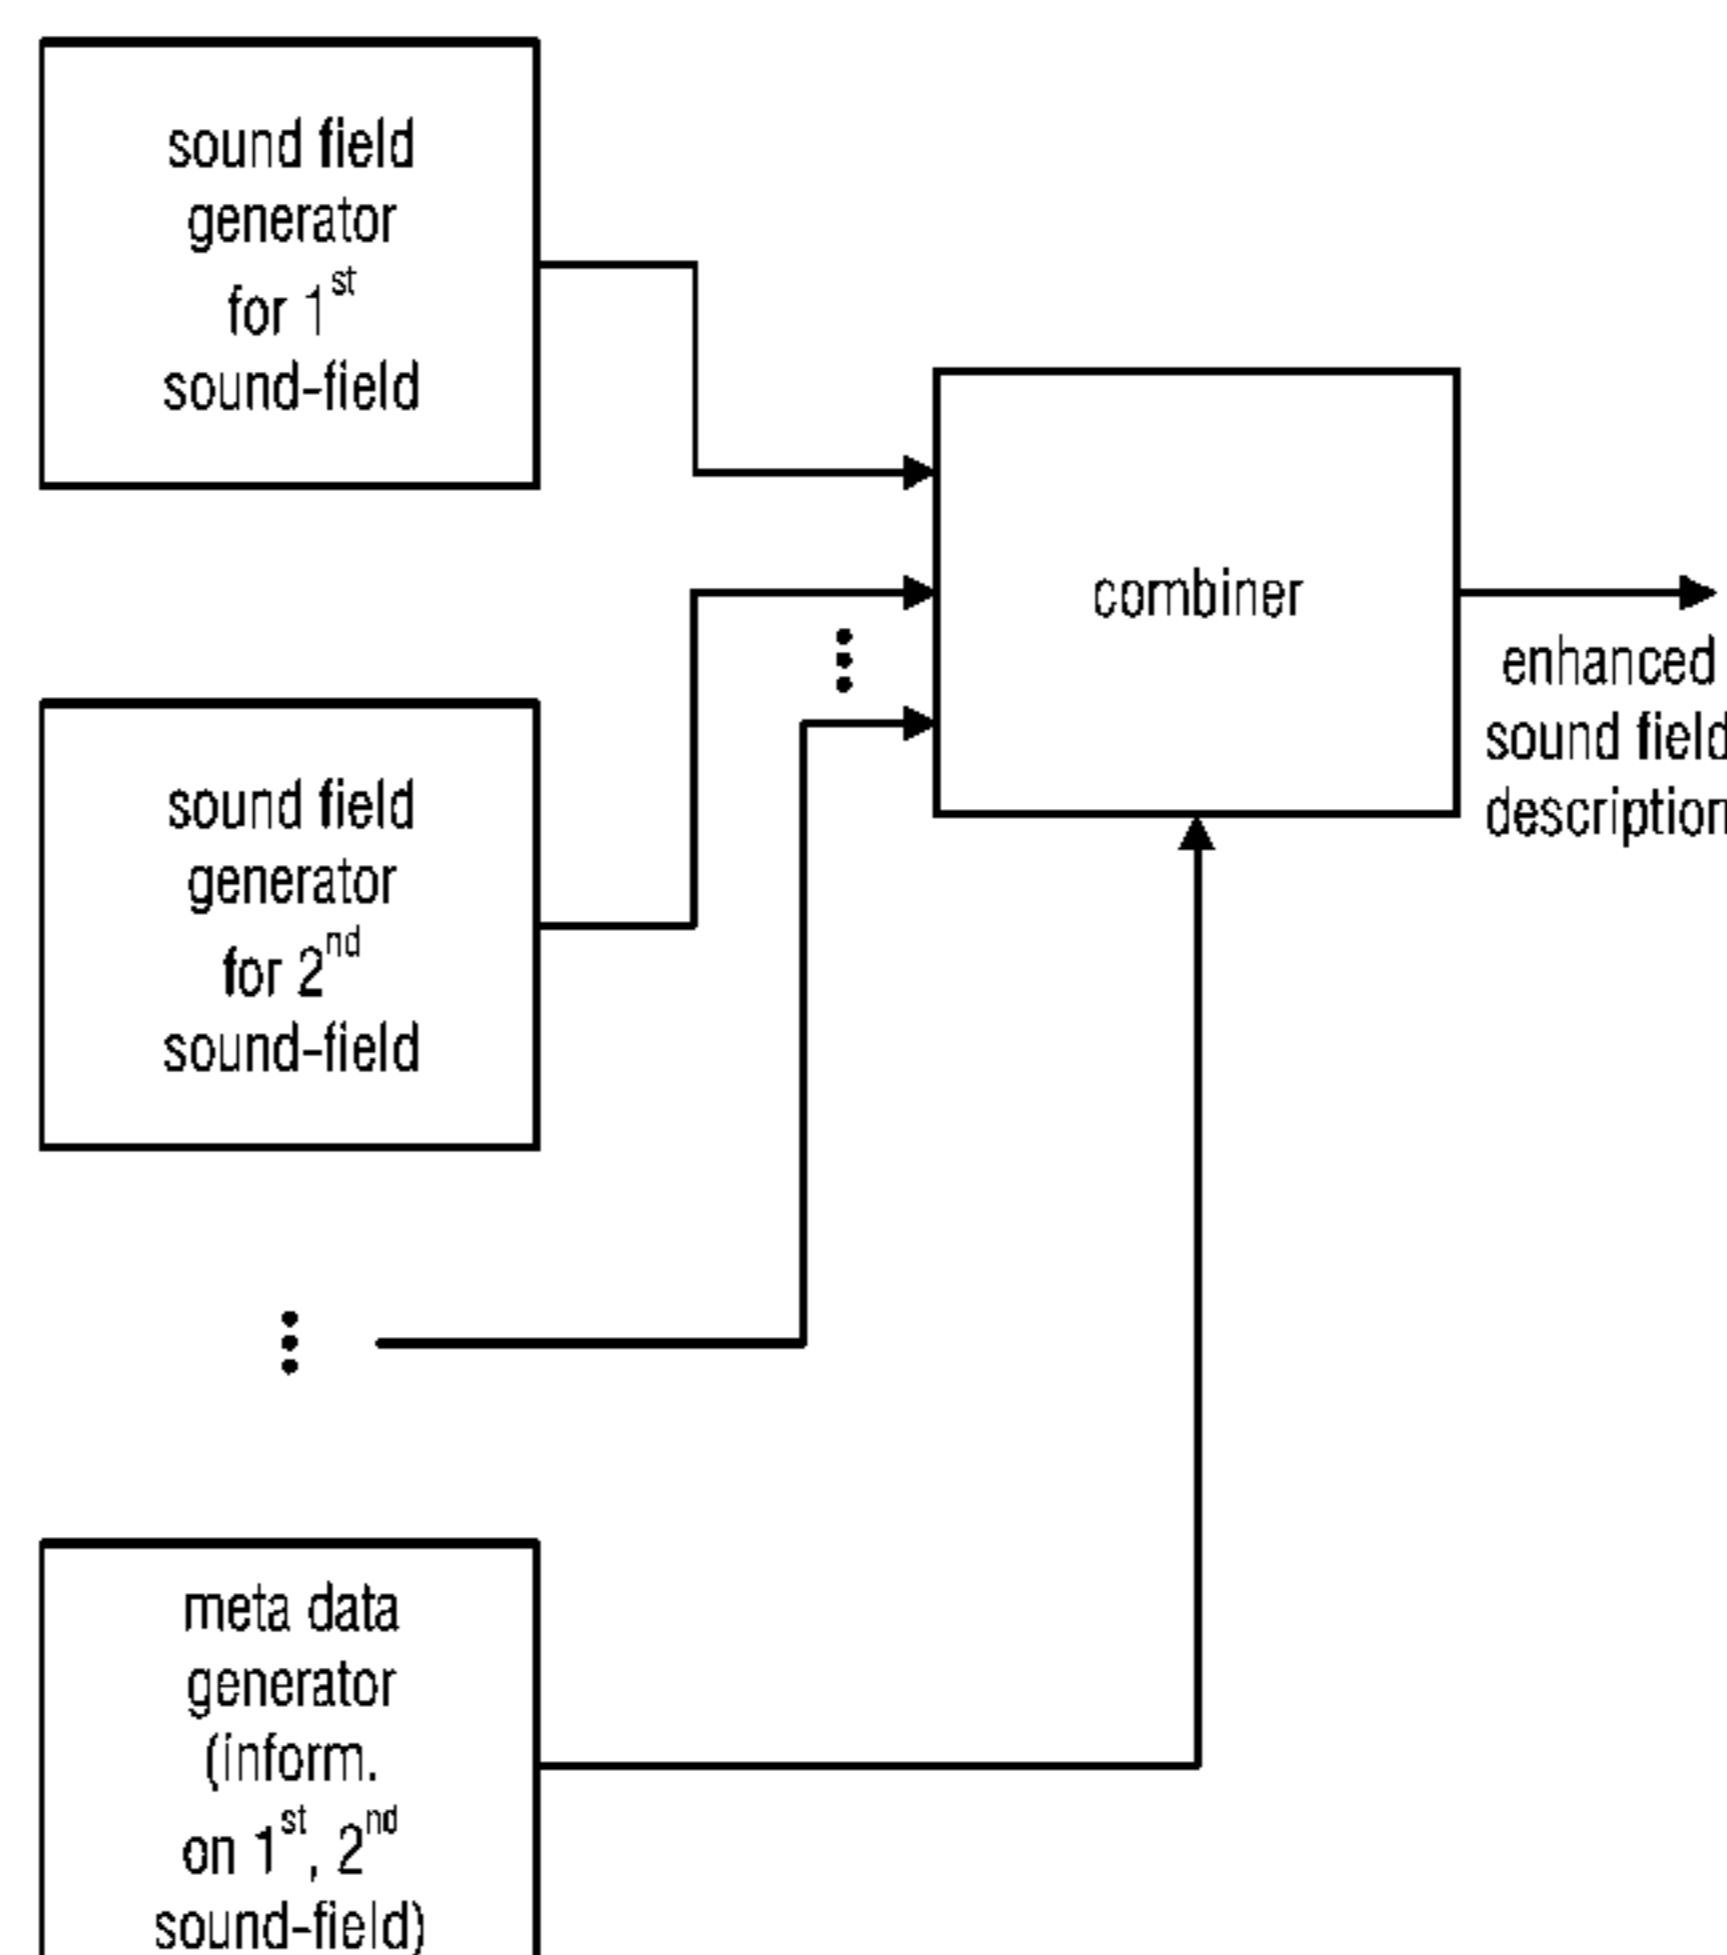 sound field
generator
for 1st
sound-field
combiner
enhanced
sound field
description
sound field
generator
for 2nd
sound-field
meta data
generator
(inform.
on 1st, 2nd
sound-field)